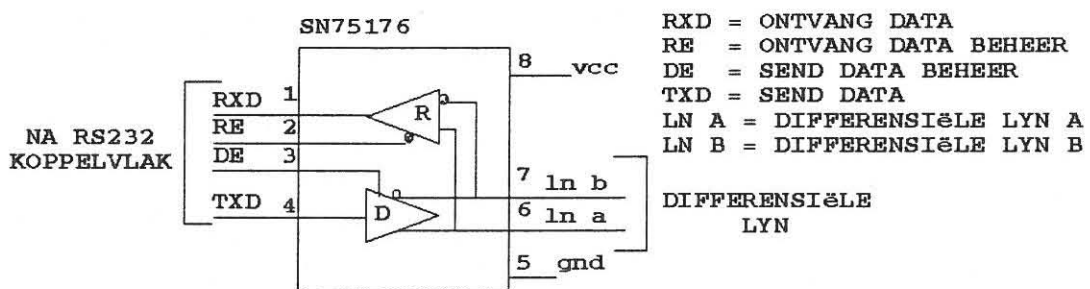 SN75176
RXD = ONTVANG DATA
RE = ONTVANG DATA BEHEER
DE = SEND DATA BEHEER
TXD = SEND DATA
LN A = DIFFERENSIëLE LYN A
LN B = DIFFERENSIëLE LYN B
8 vcc
NA RS232
KOPPELVLAK
RXD 1
RE 2
DE 3
TXD 4
R
D
7 ln b
6 ln a
5 gnd
DIFFERENSIëLE
LYN